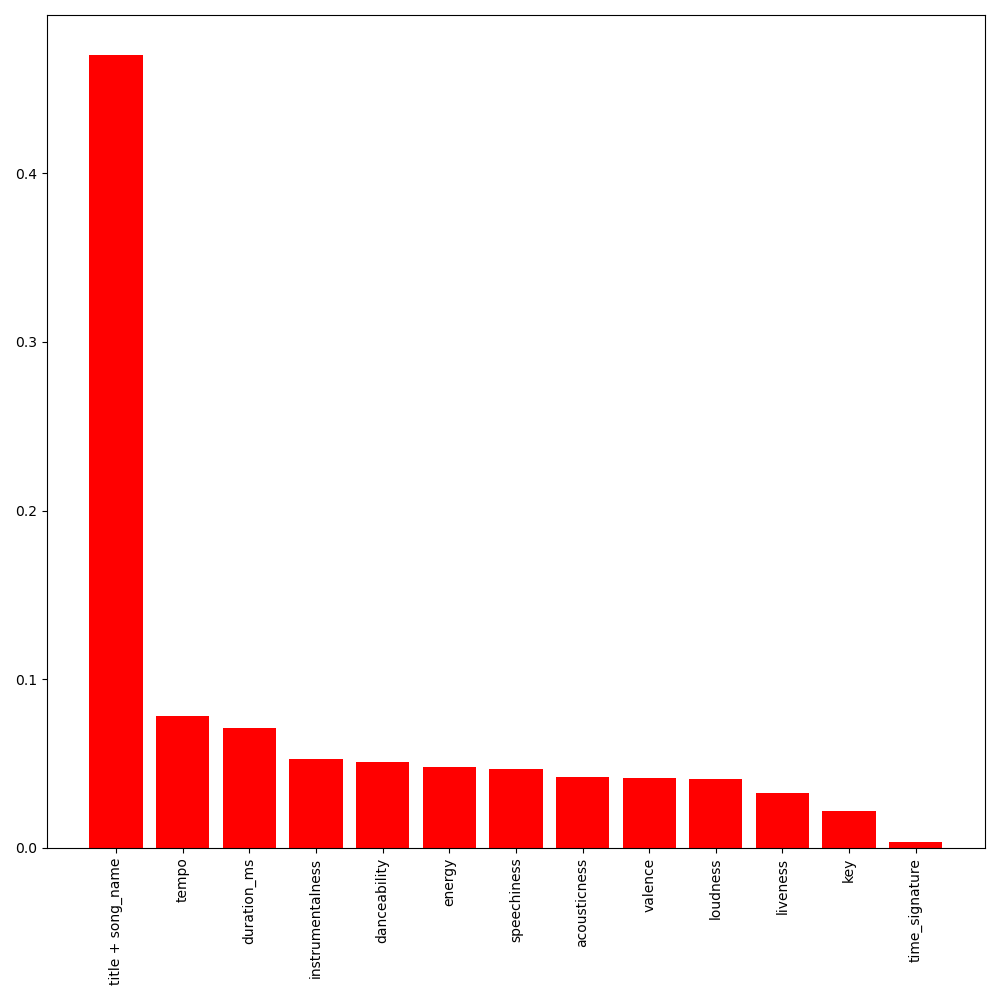 0.4
0.3
0.2
0.1
0.0
title + song_name
tempo
duration_ms
instrumentalness
danceability
energy
speechiness
acousticness
valence
loudness
liveness
key
time_signature